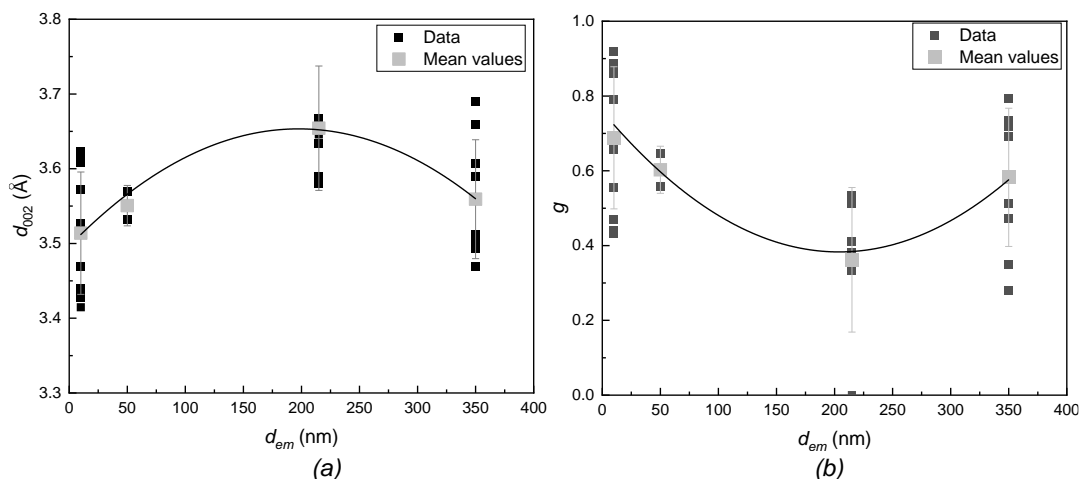 3.8
3.7
3.6
3.5
3.4
3.3
d002 (Å)
Data
Mean values
0 50 100 150 200 250 300 350 400
dem (nm)
(a)
1.0
0.8
0.6
0.4
0.2
0.0
g
Data
Mean values
0 50 100 150 200 250 300 350 400
dem (nm)
(b)